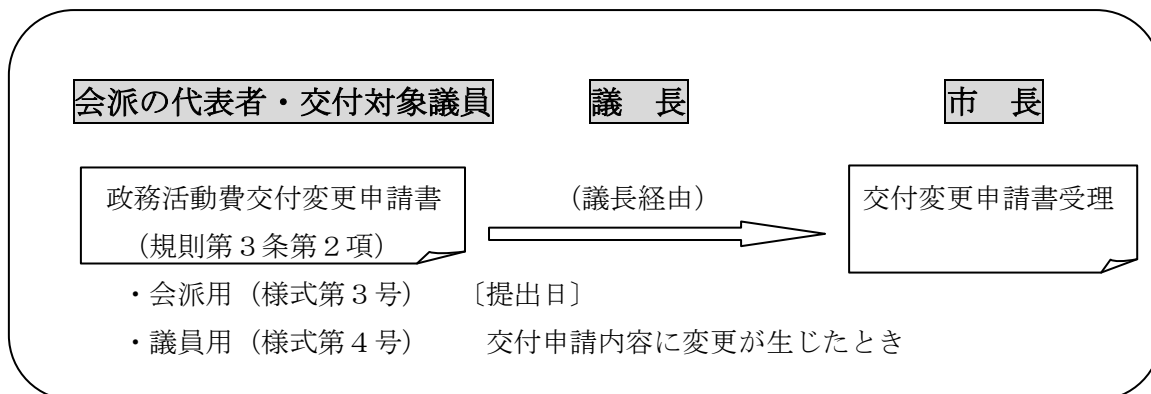 会派の代表者・交付対象議員　議　長　市　長
政務活動費交付変更申請書　（議長経由）　交付変更申請書受理
（規則第３条第２項）
・会派用（様式第３号）　〔提出日〕
・議員用（様式第４号）　交付申請内容に変更が生じたとき